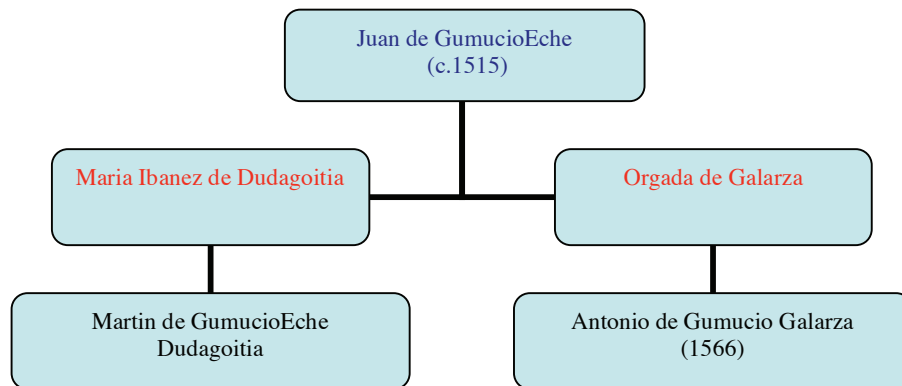 Juan de GumucioEche
(c.1515)
Maria Ibanez de Dudagoitia
Orgada de Galarza
Martin de GumucioEche
Dudagoitia
Antonio de Gumucio Galarza
(1566)